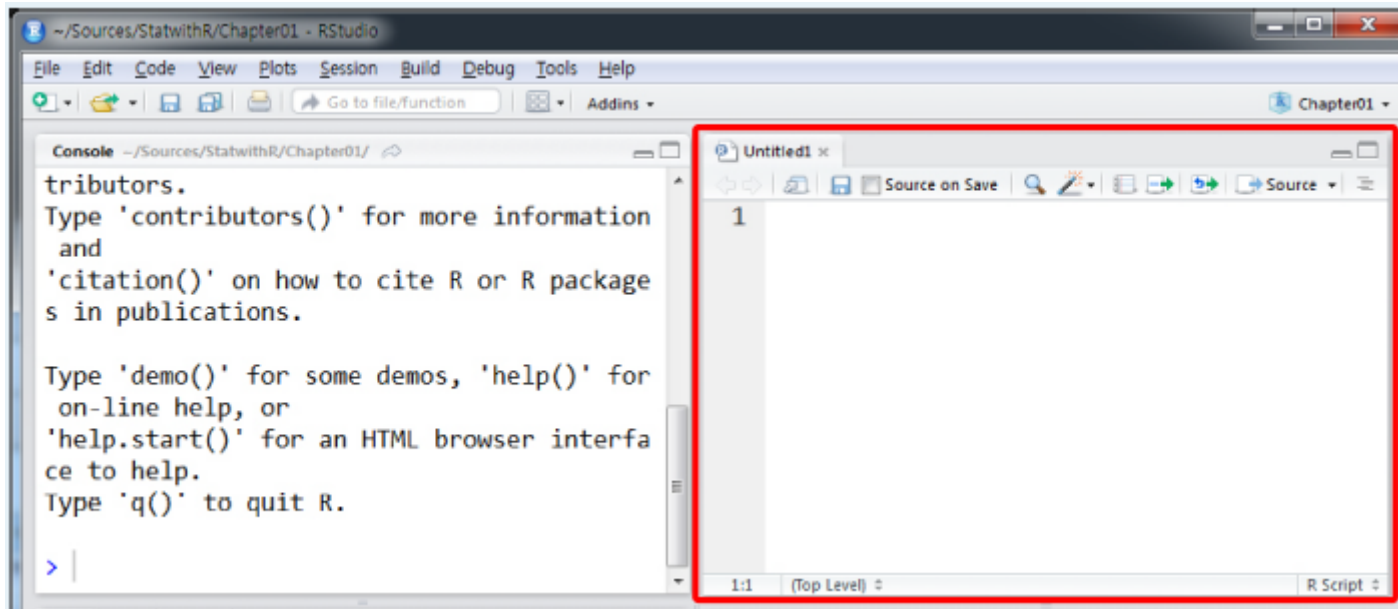 ~/Sources/StatwithR/Chapter01 - RStudio
File Edit Code View Plots Session Build Debug Tools Help
Go to file/function Addins Chapter01
Console ~/Sources/StatwithR/Chapter01/
tributors.
Type 'contributors()' for more information
and
'citation()' on how to cite R or R package
s in publications.
Type 'demo()' for some demos, 'help()' for
on-line help, or
'help.start()' for an HTML browser interfa
ce to help.
Type 'q()' to quit R.
>
Untitled1
Source on Save Source
1
1:1 (Top Level) R Script